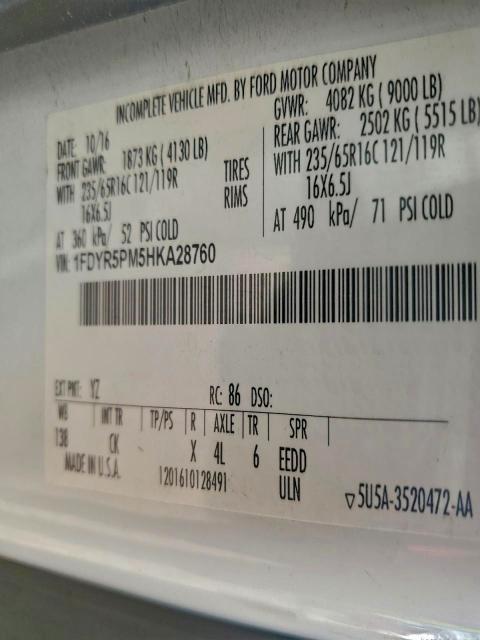 INCOMPLETE VEHICLE MFD. BY FORD MOTOR COMPANY
DATE: 10/16 GVWR: 4082 KG ( 9000 LB)
FRONT GAWR: 1873 KG ( 4130 LB) REAR GAWR: 2502 KG ( 5515 LB)
WITH 235/65R16C 121/119R TIRES WITH 235/65R16C 121/119R
16X6.5J RIMS 16X6.5J
AT 360 kPa/ 52 PSI COLD AT 490 kPa/ 71 PSI COLD
VIN: 1FDYR5PM5HKA28760
EXT PNT: YZ RC: 86 DSO:
WB INT TR TP/PS R AXLE TR SPR
138 CK X 4L 6 EEDD
MADE IN U.S.A. 1201610128491 ULN
▽5U5A-3520472-AA